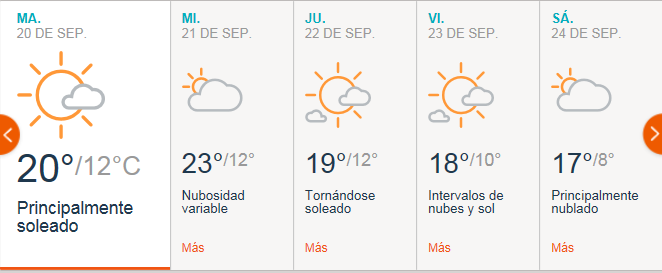 MA.
20 DE SEP.
20°/12°C
Principalmente
soleado
MI.
21 DE SEP.
23°/12°
Nubosidad
variable
Más
JU.
22 DE SEP.
19°/12°
Tornándose
soleado
Más
VI.
23 DE SEP.
18°/10°
Intervalos de
nubes y sol
Más
SÁ.
24 DE SEP.
17°/8°
Principalmente
nublado
Más